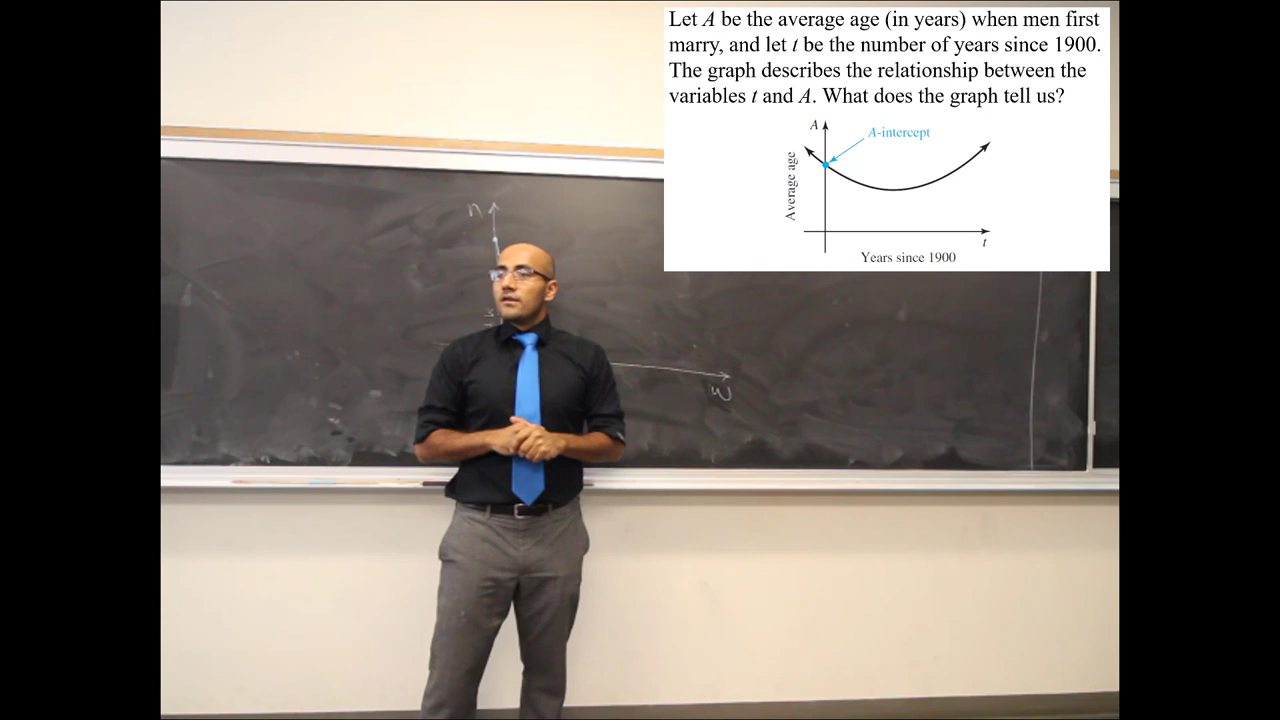 Let A be the average age (in years) when men first
marry, and let t be the number of years since 1900.
The graph describes the relationship between the
variables t and A. What does the graph tell us?
A
A-intercept
Average age
t
Years since 1900
n
w